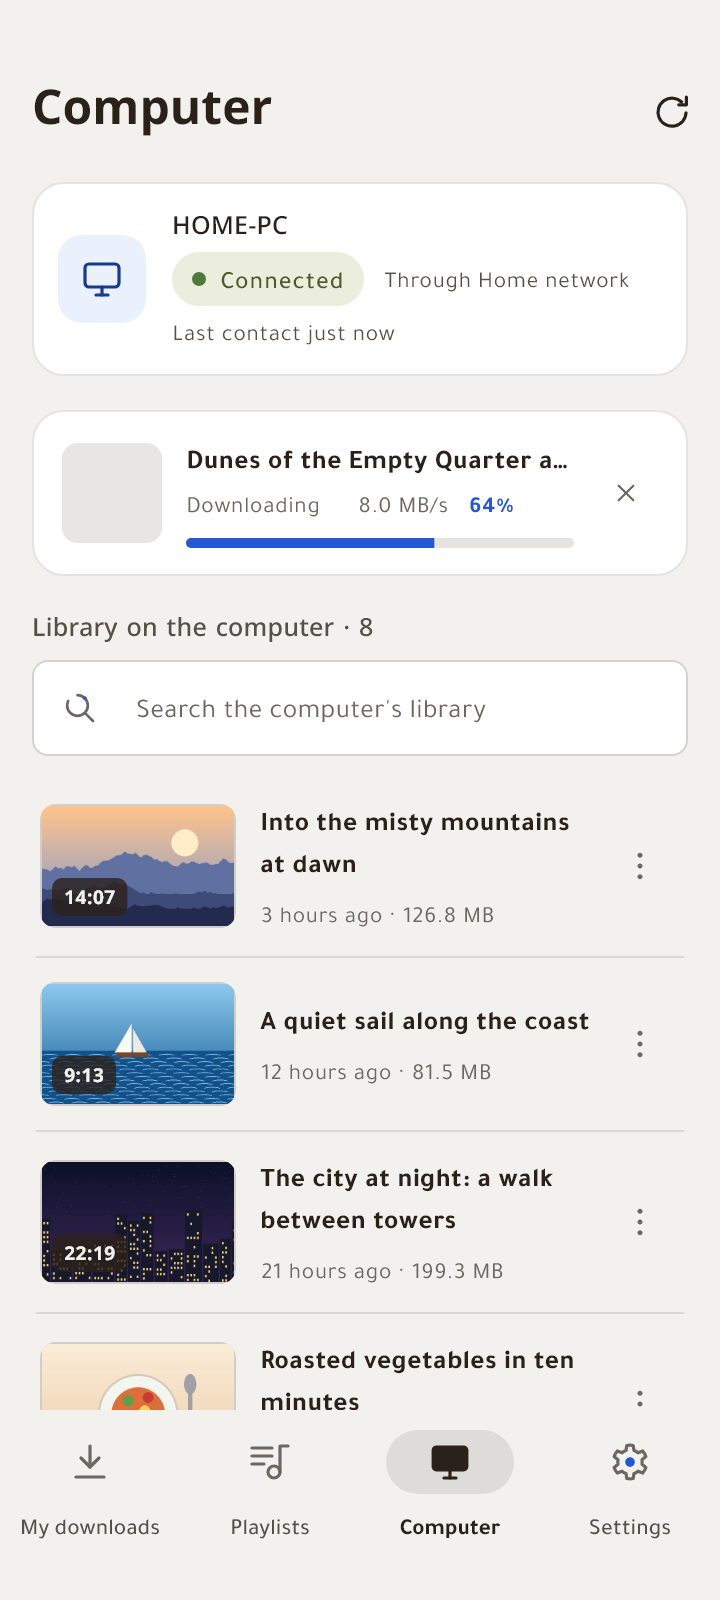 Computer
HOME-PC
Connected
Through Home network
Last contact just now
Dunes of the Empty Quarter a…
Downloading 8.0 MB/s 64%
Library on the computer · 8
Search the computer's library
Into the misty mountains
at dawn
14:07
3 hours ago · 126.8 MB
A quiet sail along the coast
9:13
12 hours ago · 81.5 MB
The city at night: a walk
between towers
22:19
21 hours ago · 199.3 MB
Roasted vegetables in ten
minutes
My downloads
Playlists
Computer
Settings